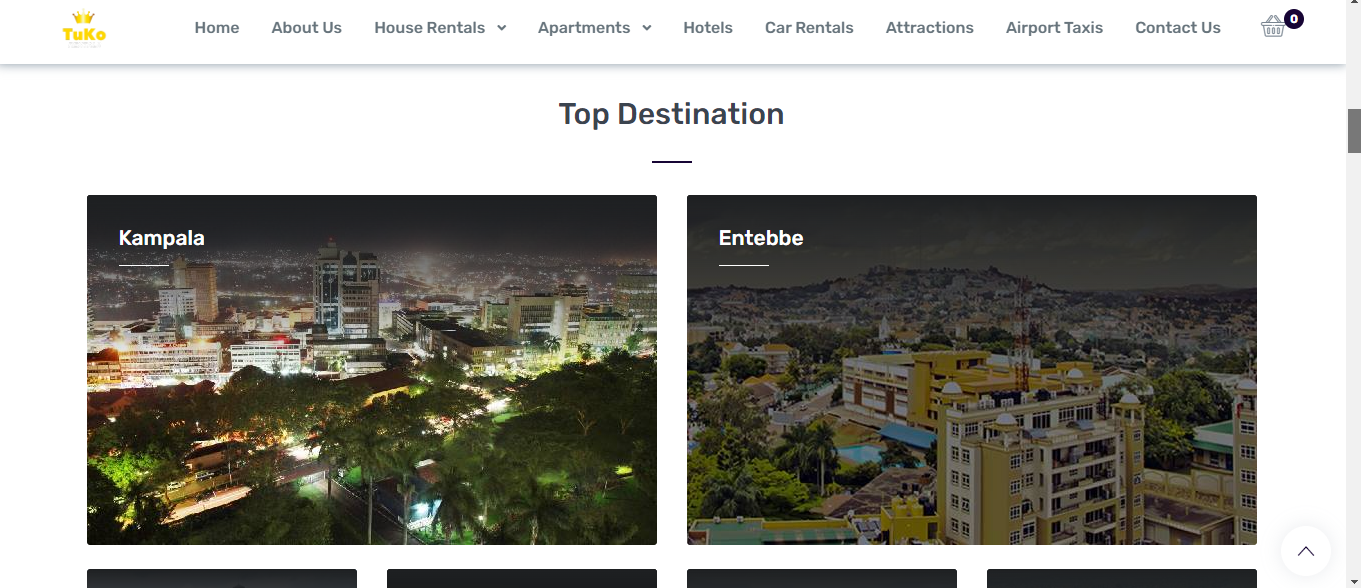 TuKo
Home About Us House Rentals Apartments Hotels Car Rentals Attractions Airport Taxis Contact Us 0
Top Destination
Kampala Entebbe